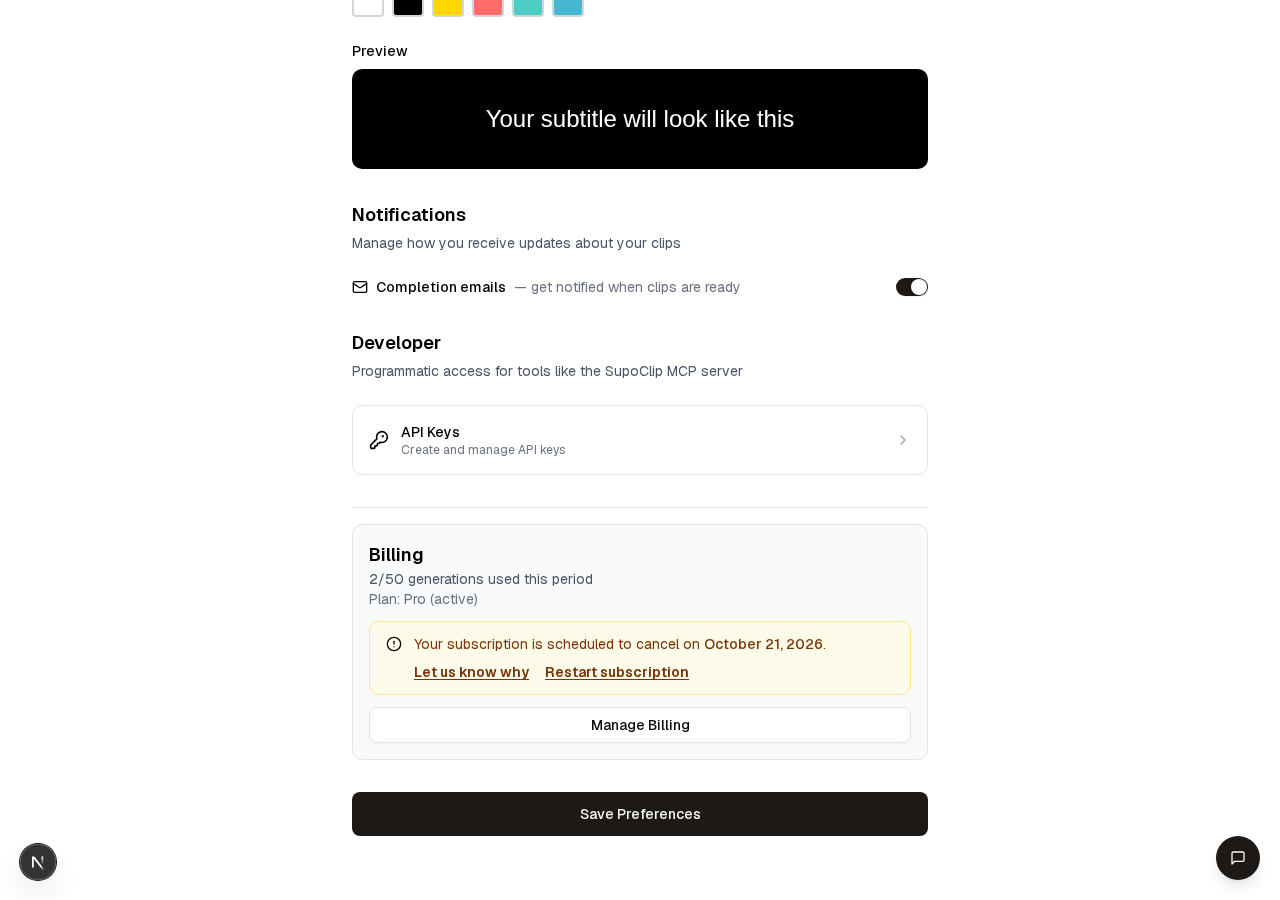 Preview
Your subtitle will look like this
Notifications
Manage how you receive updates about your clips
Completion emails — get notified when clips are ready
Developer
Programmatic access for tools like the SupoClip MCP server
API Keys
Create and manage API keys
Billing
2/50 generations used this period
Plan: Pro (active)
Your subscription is scheduled to cancel on October 21, 2026.
Let us know why Restart subscription
Manage Billing
Save Preferences
N